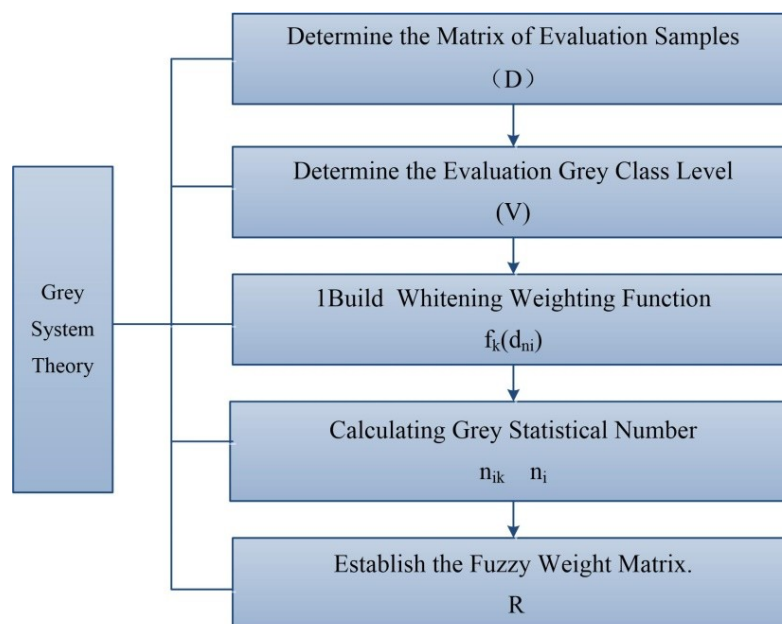 Determine the Matrix of Evaluation Samples
（D）
Determine the Evaluation Grey Class Level
(V)
Grey
System
Theory
1Build Whitening Weighting Function
fₖ(dₙᵢ)
Calculating Grey Statistical Number
nᵢₖ nᵢ
Establish the Fuzzy Weight Matrix.
R